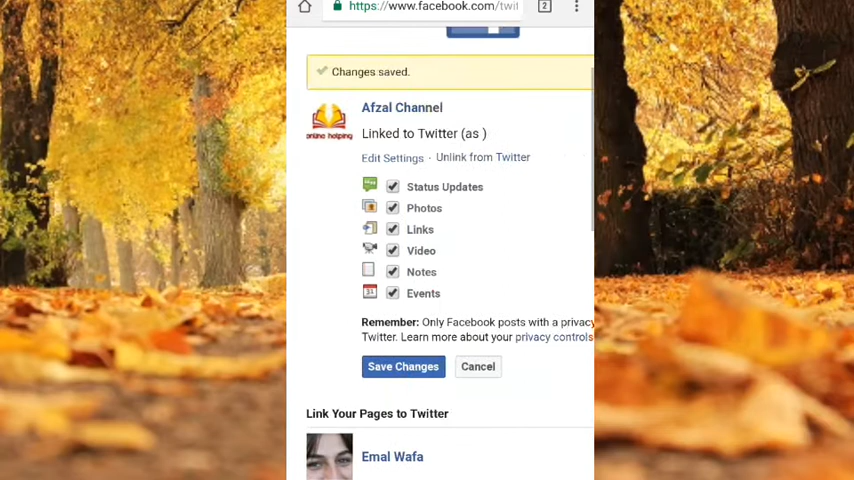 https://www.facebook.com/twit
2
Changes saved.
Afzal Channel
online helping
Linked to Twitter (as )
Edit Settings · Unlink from Twitter
Status Updates
Photos
Links
Video
Notes
31
Events
Remember: Only Facebook posts with a privacy
Twitter. Learn more about your privacy controls
Save Changes
Cancel
Link Your Pages to Twitter
Emal Wafa